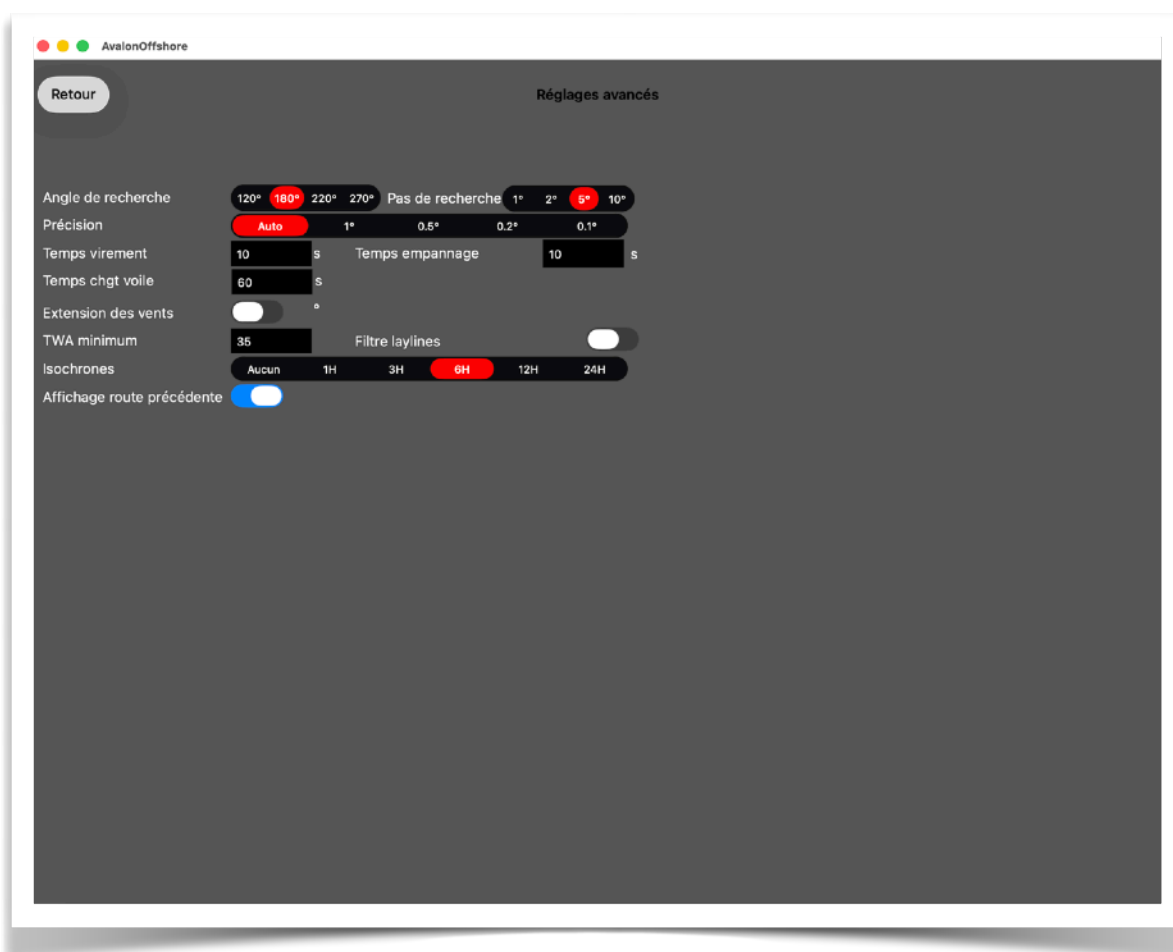 AvalonOffshore
Retour
Réglages avancés
Angle de recherche 120° 180° 220° 270° Pas de recherche 1° 2° 5° 10°
Précision Auto 1° 0.5° 0.2° 0.1°
Temps virement 10 s Temps empannage 10 s
Temps chgt voile 60 s
Extension des vents °
TWA minimum 35 Filtre laylines
Isochrones Aucun 1H 3H 6H 12H 24H
Affichage route précédente